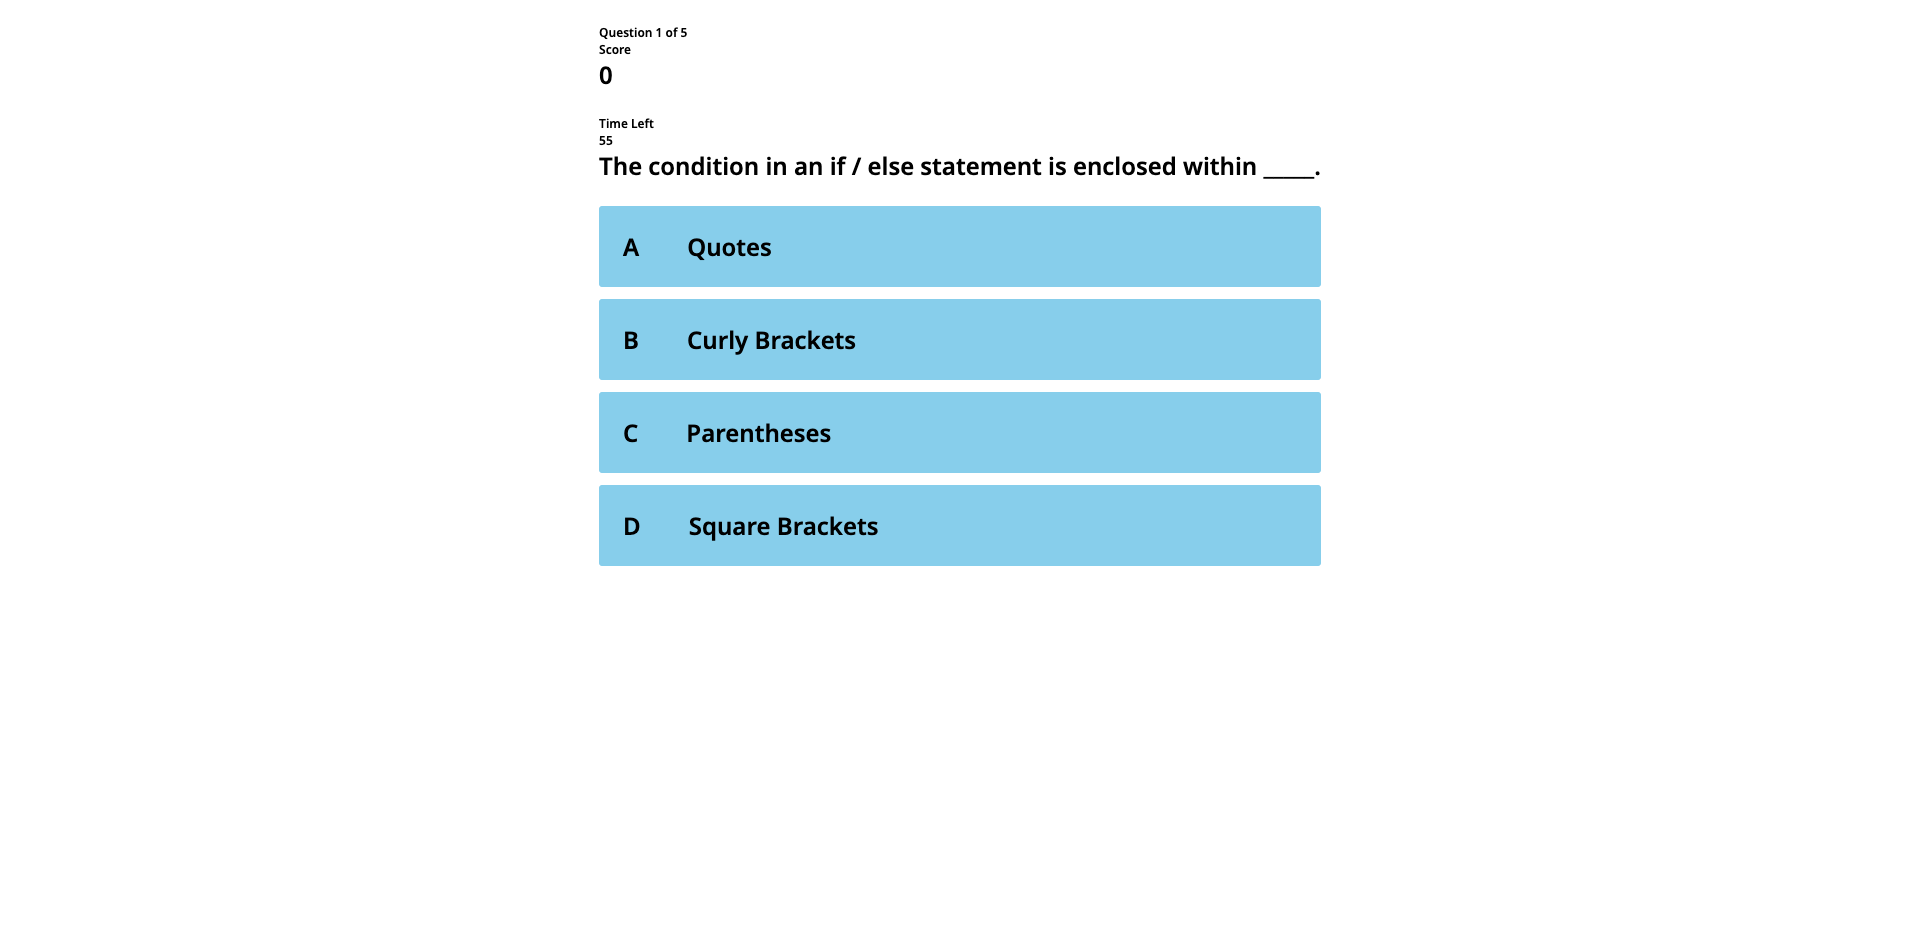 Question 1 of 5
Score
0
Time Left
55
The condition in an if / else statement is enclosed within _____.
A Quotes
B Curly Brackets
C Parentheses
D Square Brackets